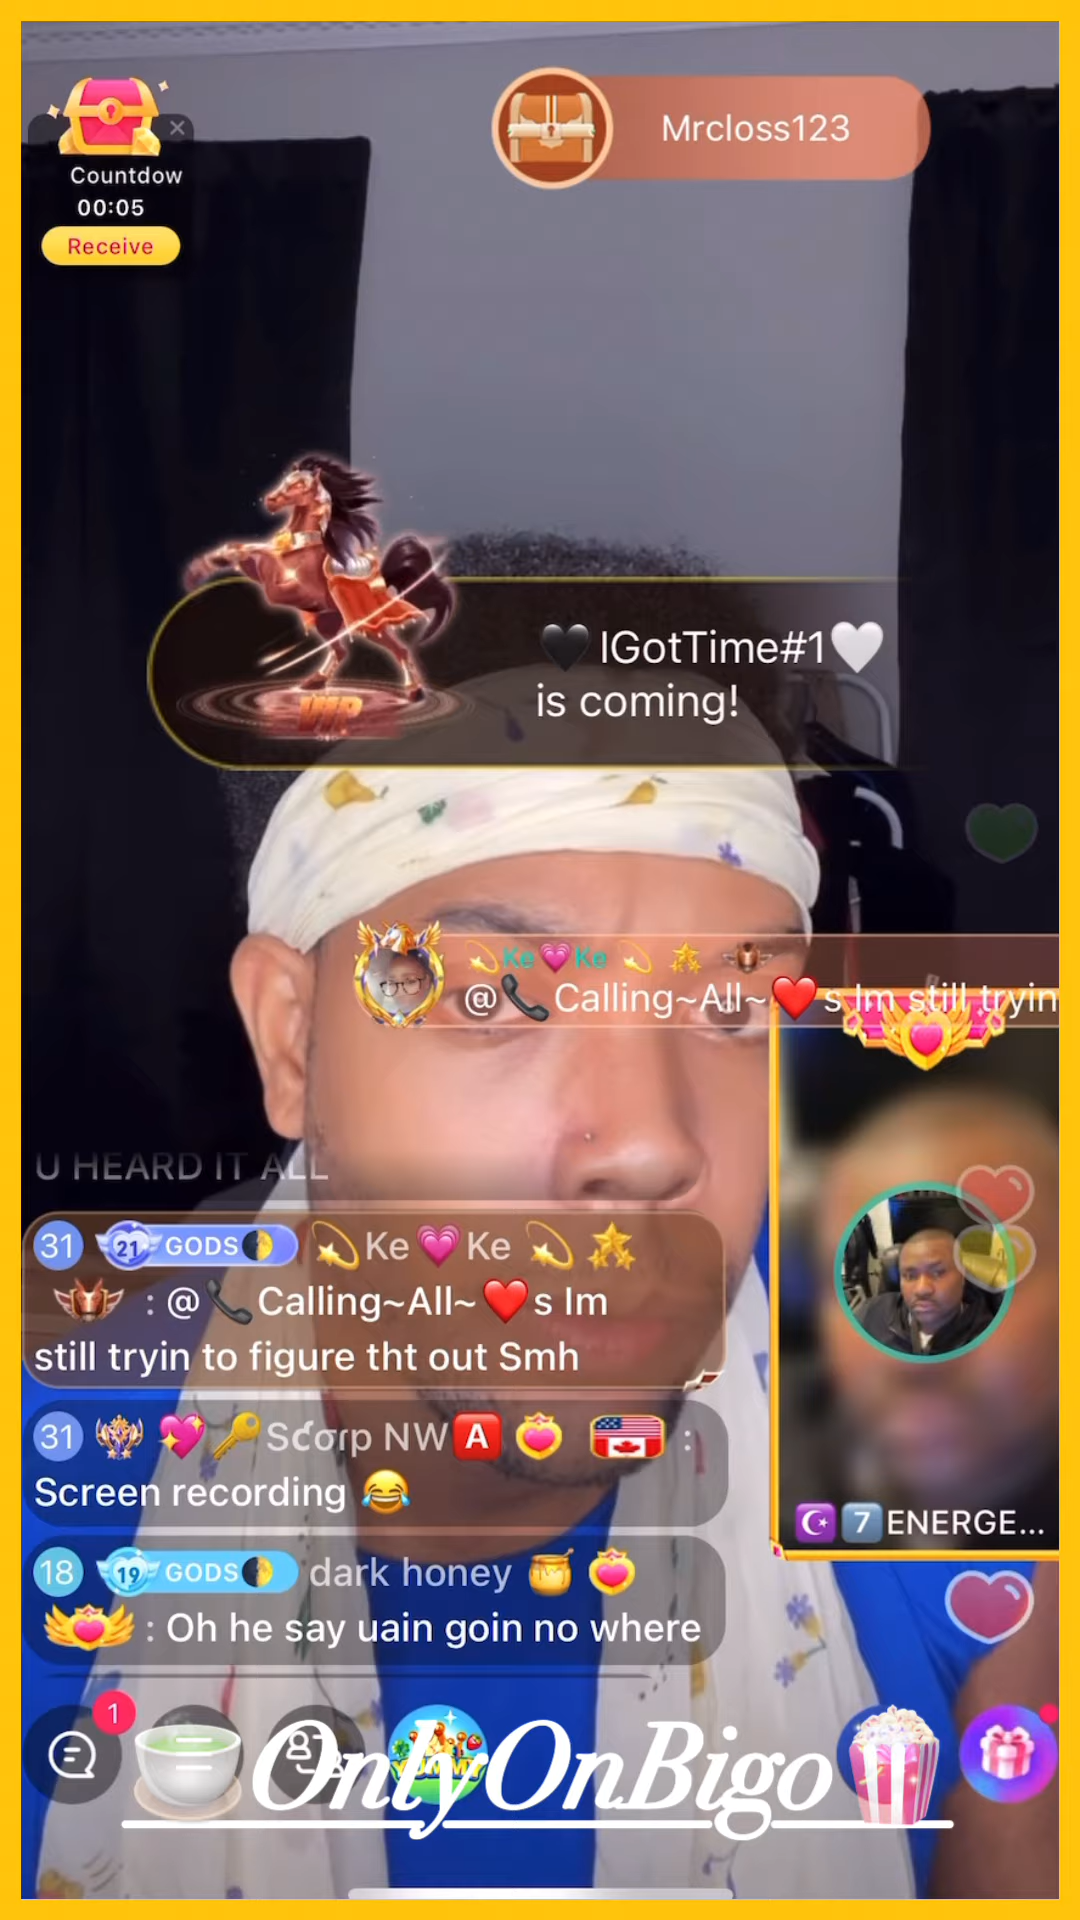 Mrcloss123
Countdow
00:05
Receive
🖤 IGotTime#1🤍
is coming!
💫Ke💗Ke 💫
@📞 Calling~All~❤️s Im still tryin
U HEARD IT ALL
31 21 GODS🌓 💫Ke💗Ke 💫
: @📞Calling~All~❤️s Im
still tryin to figure tht out Smh
31 💖🔑Sƈσɾp NW🅰️ :
Screen recording 😂
18 19 GODS🌓 dark honey 🍯
: Oh he say uain goin no where
☪️7️⃣ENERGE...
1
🍵OnlyOnBigo🍿